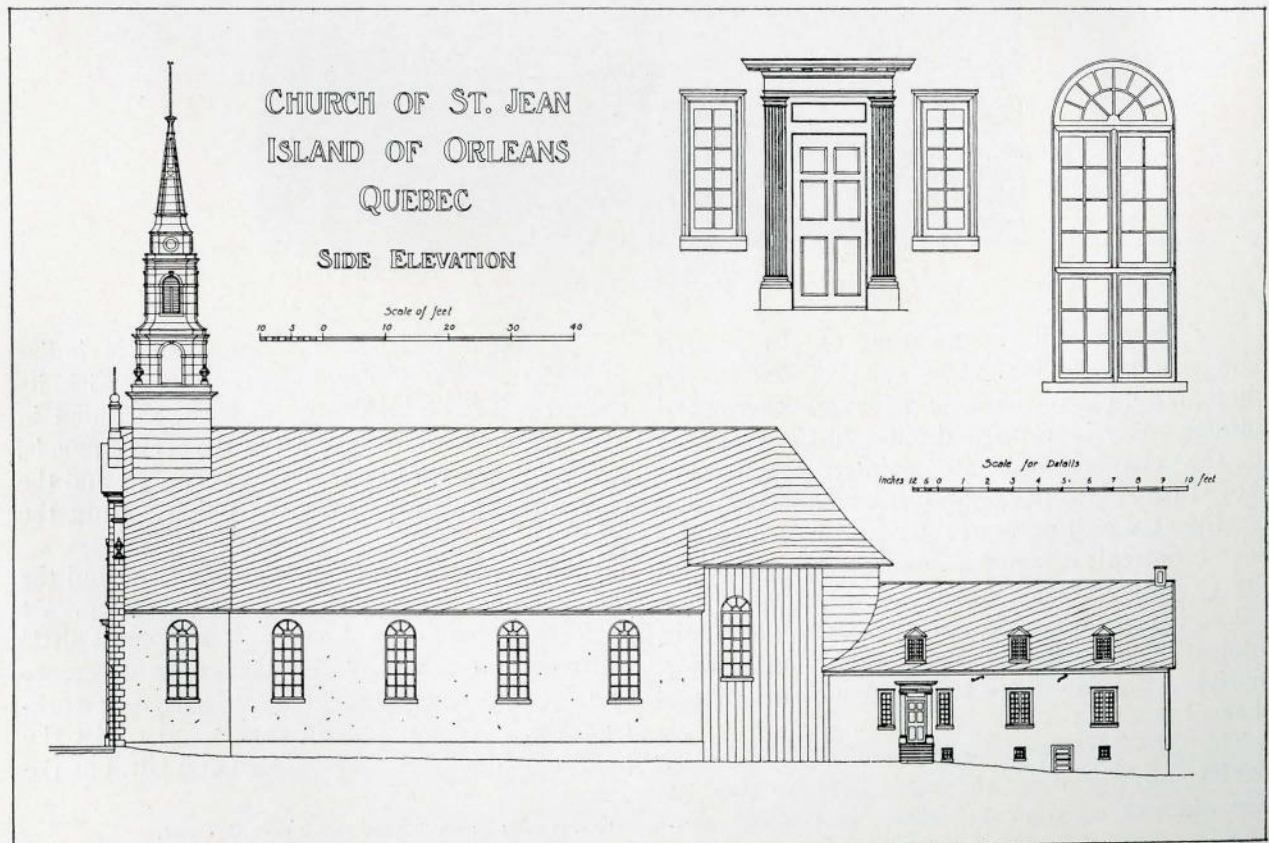 CHURCH OF ST. JEAN
ISLAND OF ORLEANS
QUEBEC
SIDE ELEVATION
Scale of feet
10 5 0 10 20 30 40
Scale for Details
Inches 12 6 0 1 2 3 4 5 6 7 8 9 10 feet